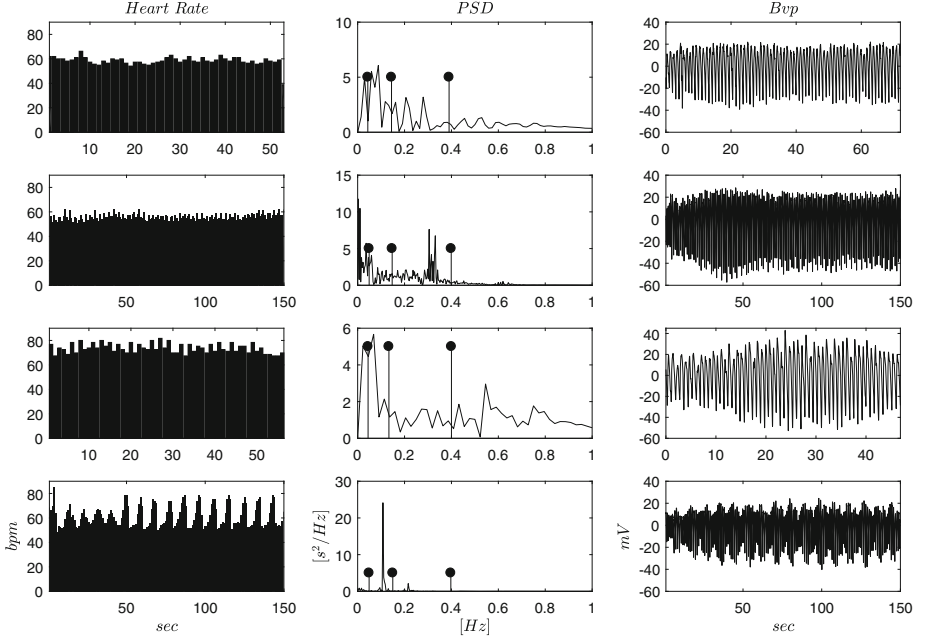 Heart Rate PSD Bvp
80 60 40 20 0
10 20 30 40 50
10 5 0
0 0.2 0.4 0.6 0.8 1
40 20 0 -20 -40 -60
0 20 40 60
80 60 40 20 0
50 100 150
15 10 5 0
0 0.2 0.4 0.6 0.8 1
40 20 0 -20 -40 -60
0 50 100 150
80 60 40 20 0
10 20 30 40 50
6 4 2 0
0 0.2 0.4 0.6 0.8 1
40 20 0 -20 -40 -60
0 10 20 30 40
bpm
80 60 40 20 0
50 100 150
sec
[s²/Hz]
30 20 10 0
0 0.2 0.4 0.6 0.8 1
[Hz]
mV
40 20 0 -20 -40 -60
0 50 100 150
sec